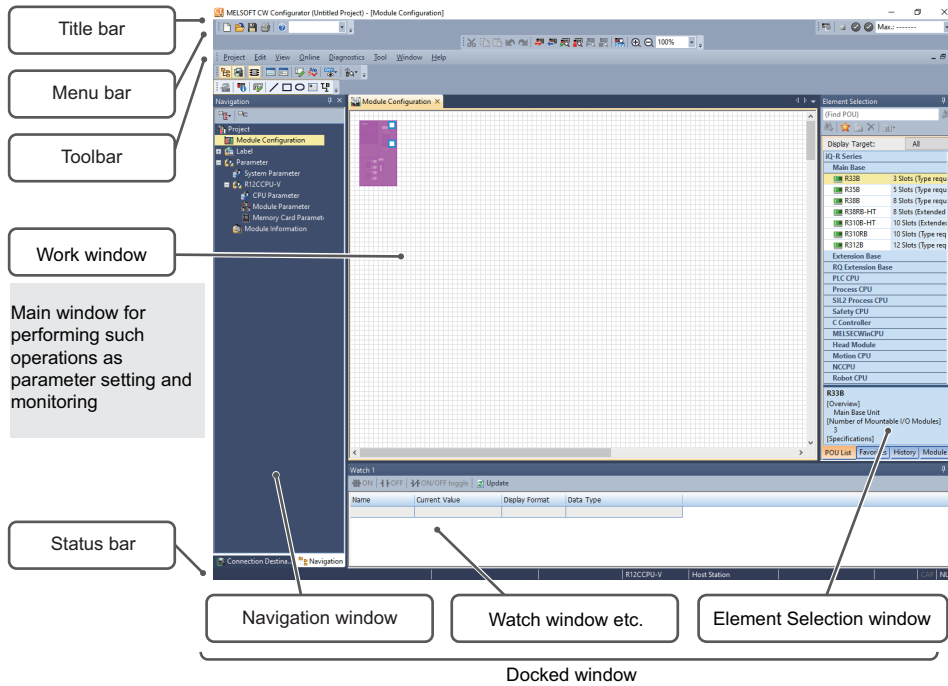 MELSOFT CW Configurator (Untitled Project) - [Module Configuration]
Title bar
Max.: -------
100%
Menu bar
Project Edit View Online Diagnostics Tool Window Help
Toolbar
Navigation
Project
Module Configuration
Label
Parameter
System Parameter
R12CCPU-V
CPU Parameter
Module Parameter
Memory Card Paramet
Module Information
Module Configuration
Element Selection
(Find POU)
Display Target: All
iQ-R Series
Main Base
R33B 3 Slots (Type requ
R35B 5 Slots (Type requ
R38B 8 Slots (Type requ
R38RB-HT 8 Slots (Extended
R310B-HT 10 Slots (Extended
R310RB 10 Slots (Type req
R312B 12 Slots (Type req
Extension Base
RQ Extension Base
PLC CPU
Process CPU
SIL2 Process CPU
Safety CPU
C Controller
MELSECWinCPU
Head Module
Motion CPU
NCCPU
Robot CPU
R33B
[Overview]
Main Base Unit
[Number of Mountable I/O Modules]
3
[Specifications]
POU List Favorites History Module
Work window
Main window for
performing such
operations as
parameter setting and
monitoring
Watch 1
ON OFF ON/OFF toggle Update
Name Current Value Display Format Data Type
Status bar
Connection Destina... Navigation
R12CCPU-V Host Station CAP NU
Navigation window
Watch window etc.
Element Selection window
Docked window